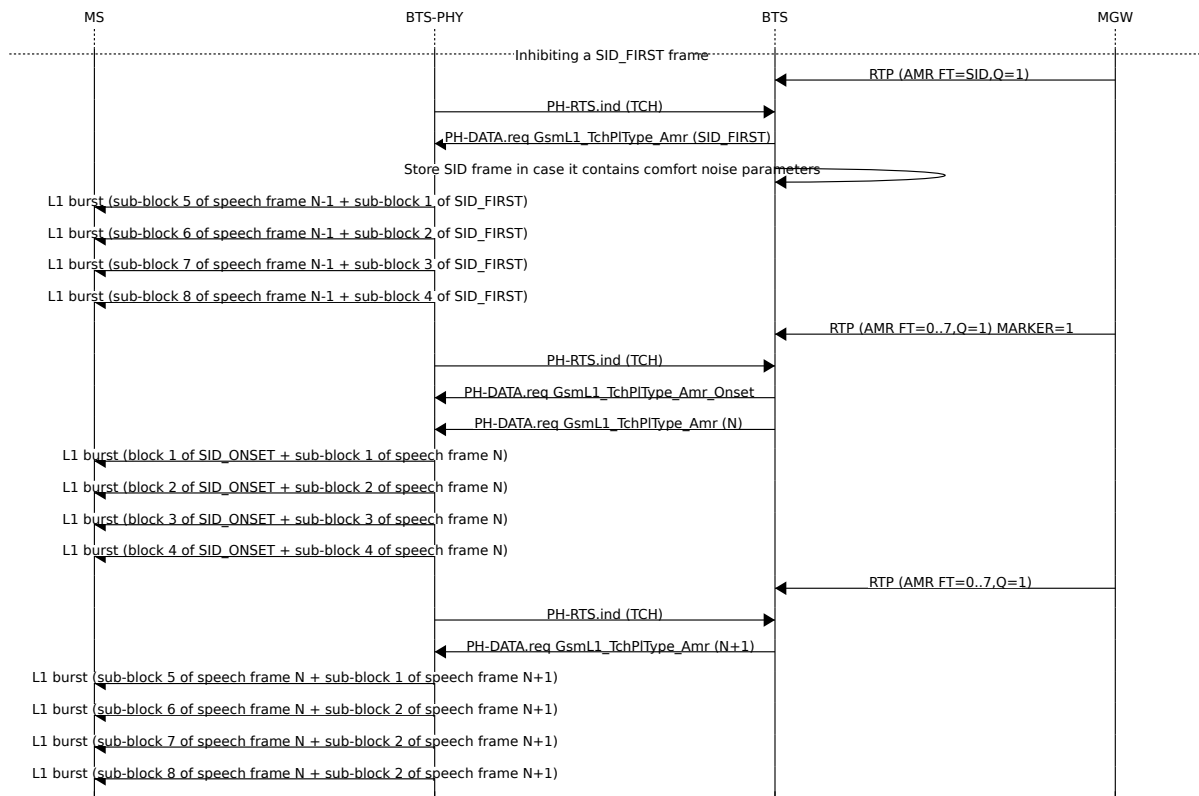 MS BTS-PHY BTS MGW
Inhibiting a SID_FIRST frame
RTP (AMR FT=SID,Q=1)
PH-RTS.ind (TCH)
PH-DATA.req GsmL1_TchPlType_Amr (SID_FIRST)
Store SID frame in case it contains comfort noise parameters
L1 burst (sub-block 5 of speech frame N-1 + sub-block 1 of SID_FIRST)
L1 burst (sub-block 6 of speech frame N-1 + sub-block 2 of SID_FIRST)
L1 burst (sub-block 7 of speech frame N-1 + sub-block 3 of SID_FIRST)
L1 burst (sub-block 8 of speech frame N-1 + sub-block 4 of SID_FIRST)
RTP (AMR FT=0..7,Q=1) MARKER=1
PH-RTS.ind (TCH)
PH-DATA.req GsmL1_TchPlType_Amr_Onset
PH-DATA.req GsmL1_TchPlType_Amr (N)
L1 burst (block 1 of SID_ONSET + sub-block 1 of speech frame N)
L1 burst (block 2 of SID_ONSET + sub-block 2 of speech frame N)
L1 burst (block 3 of SID_ONSET + sub-block 3 of speech frame N)
L1 burst (block 4 of SID_ONSET + sub-block 4 of speech frame N)
RTP (AMR FT=0..7,Q=1)
PH-RTS.ind (TCH)
PH-DATA.req GsmL1_TchPlType_Amr (N+1)
L1 burst (sub-block 5 of speech frame N + sub-block 1 of speech frame N+1)
L1 burst (sub-block 6 of speech frame N + sub-block 2 of speech frame N+1)
L1 burst (sub-block 7 of speech frame N + sub-block 2 of speech frame N+1)
L1 burst (sub-block 8 of speech frame N + sub-block 2 of speech frame N+1)